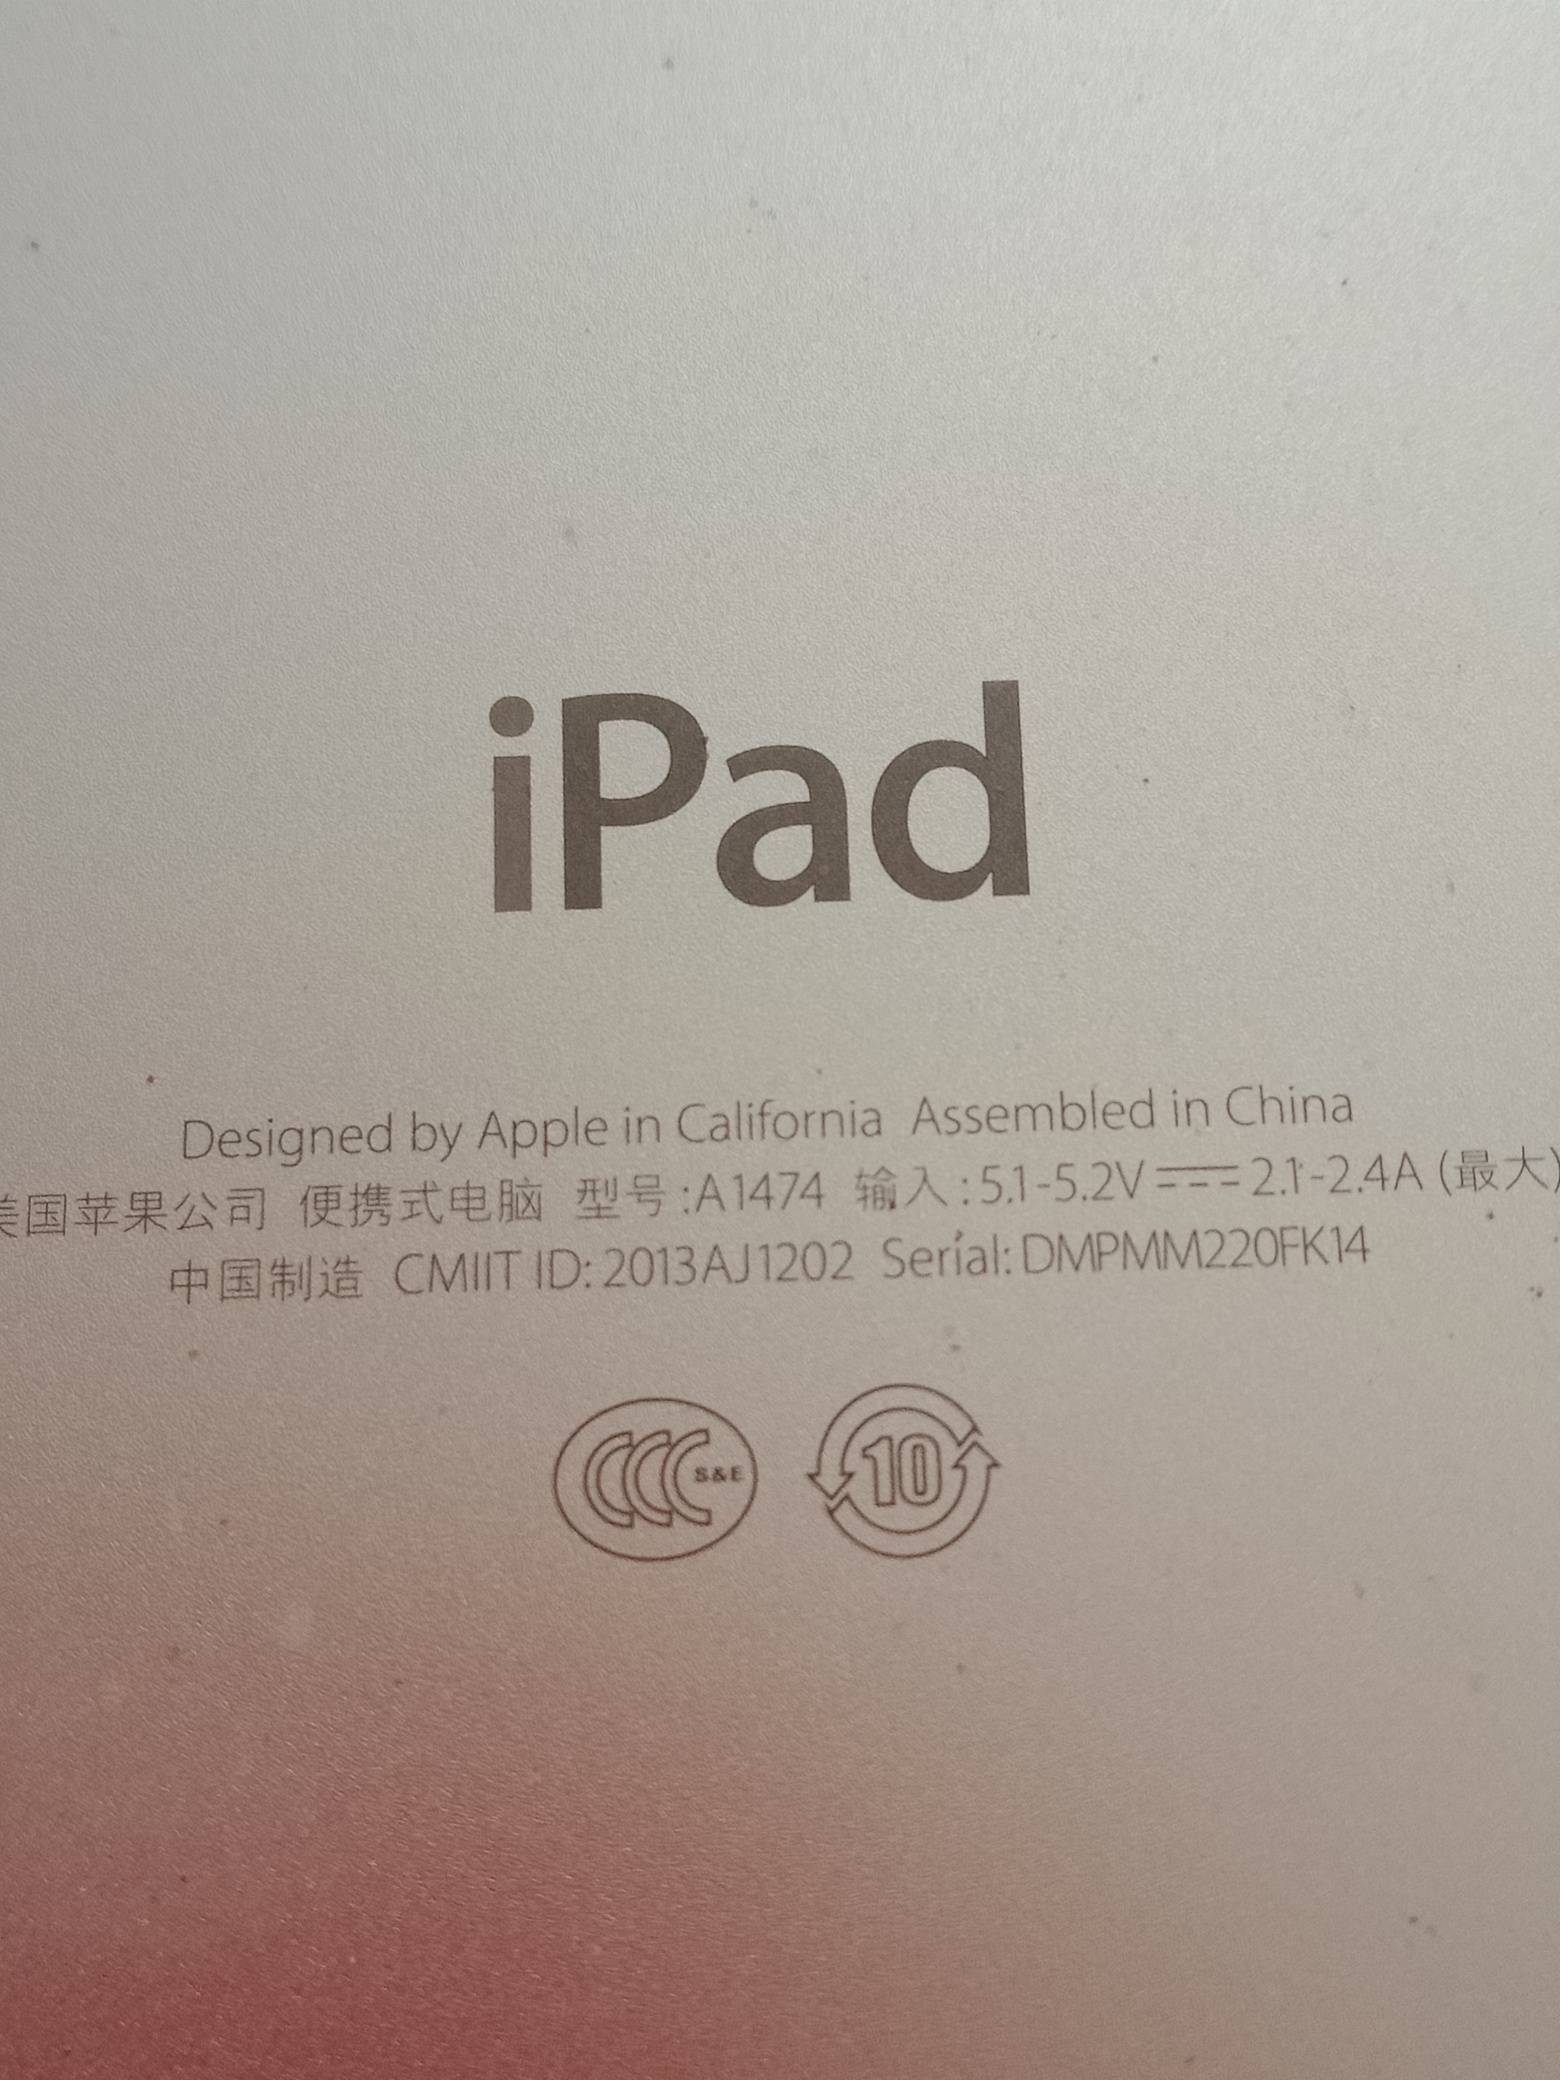 iPad
Designed by Apple in California Assembled in China
美国苹果公司 便携式电脑 型号:A1474 输入:5.1-5.2V⎓2.1-2.4A (最大)
中国制造 CMIIT ID: 2013AJ1202 Serial: DMPMM220FK14
CCC S&E 10